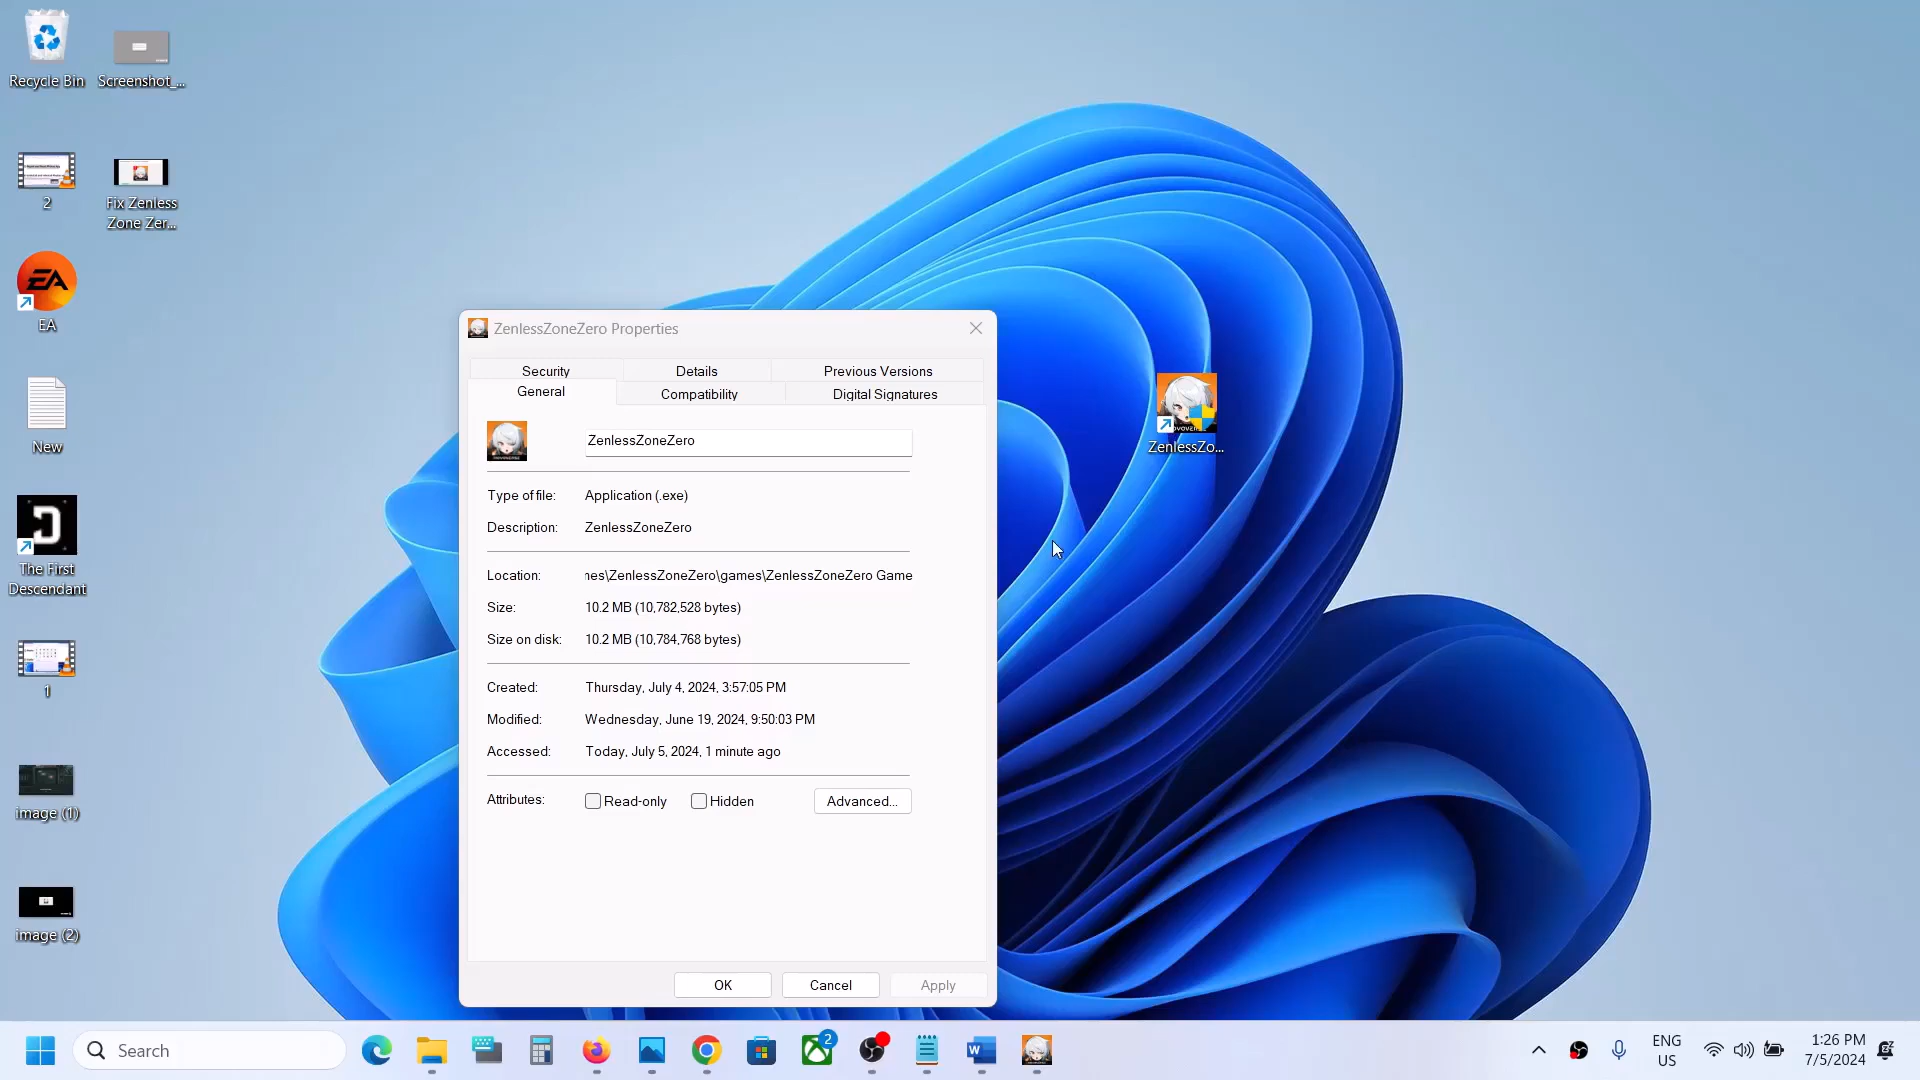 Recycle Bin
Screenshot_...
2
Fix Zenless
Zone Zer...
EA
EA
New
The First
Descendant
1
image (1)
image (2)
ZenlessZo...
ZenlessZoneZero Properties
Security
Details
Previous Versions
General
Compatibility
Digital Signatures
ZenlessZoneZero
Type of file:
Application (.exe)
Description:
ZenlessZoneZero
Location:
nes\ZenlessZoneZero\games\ZenlessZoneZero Game
Size:
10.2 MB (10,782,528 bytes)
Size on disk:
10.2 MB (10,784,768 bytes)
Created:
Thursday, July 4, 2024, 3:57:05 PM
Modified:
Wednesday, June 19, 2024, 9:50:03 PM
Accessed:
Today, July 5, 2024, 1 minute ago
Attributes:
Read-only
Hidden
Advanced...
OK
Cancel
Apply
Search
2
ENG
US
1:26 PM
7/5/2024